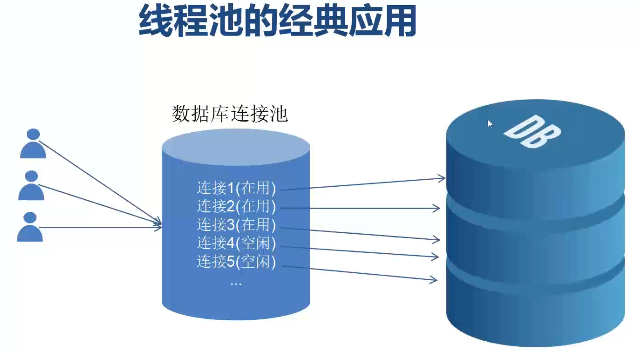 线程池的经典应用
数据库连接池
DB
连接1(在用)
连接2(在用)
连接3(在用)
连接4(空闲)
连接5(空闲)
...